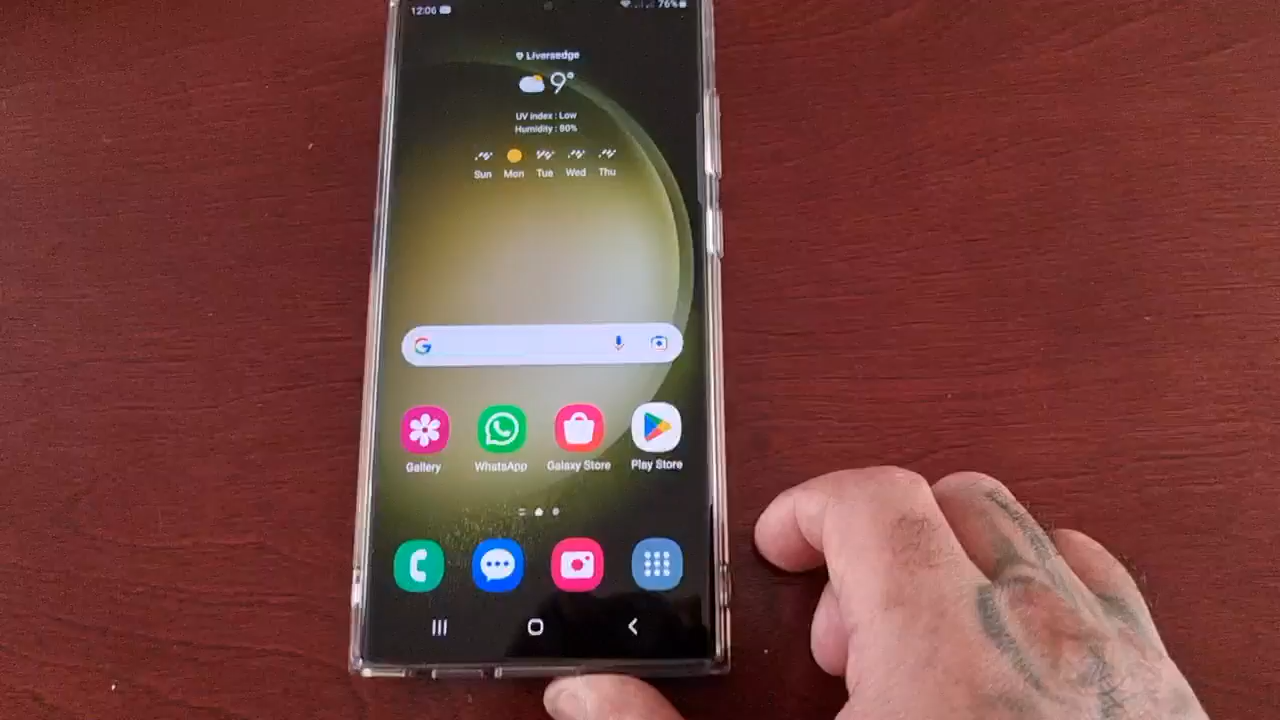 12:06
76%
Liversedge
9°
UV index : Low
Humidity : 80%
Sun Mon Tue Wed Thu
G
Gallery WhatsApp Galaxy Store Play Store